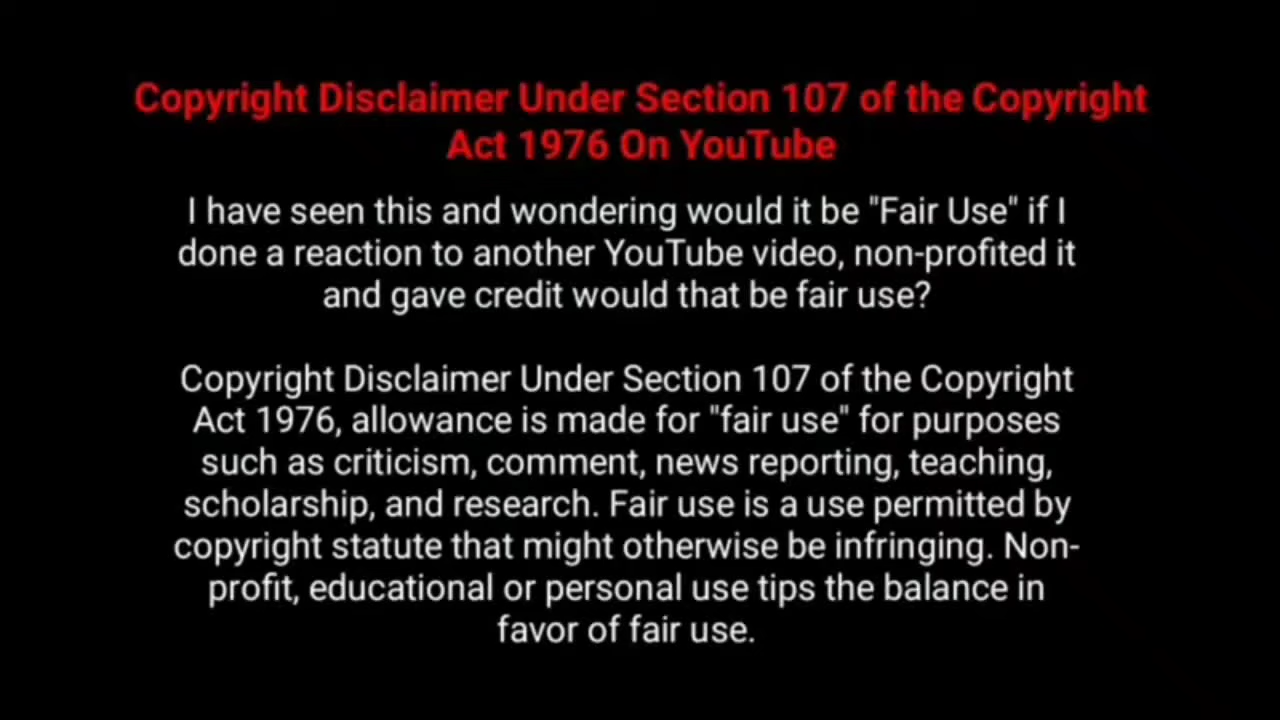 Copyright Disclaimer Under Section 107 of the Copyright
Act 1976 On YouTube
I have seen this and wondering would it be "Fair Use" if I
done a reaction to another YouTube video, non-profited it
and gave credit would that be fair use?
Copyright Disclaimer Under Section 107 of the Copyright
Act 1976, allowance is made for "fair use" for purposes
such as criticism, comment, news reporting, teaching,
scholarship, and research. Fair use is a use permitted by
copyright statute that might otherwise be infringing. Non-
profit, educational or personal use tips the balance in
favor of fair use.